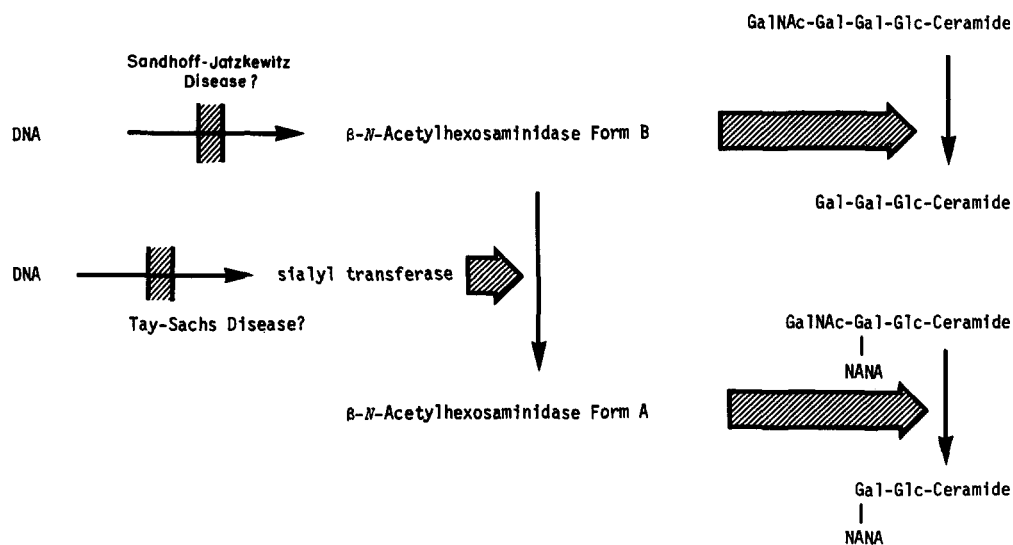 GalNAc-Gal-Gal-Glc-Ceramide
Sandhoff-Jatzkewitz
Disease?
DNA
β-N-Acetylhexosaminidase Form B
Gal-Gal-Glc-Ceramide
DNA
sialyl transferase
Tay-Sachs Disease?
GalNAc-Gal-Glc-Ceramide
NANA
β-N-Acetylhexosaminidase Form A
Gal-Glc-Ceramide
NANA